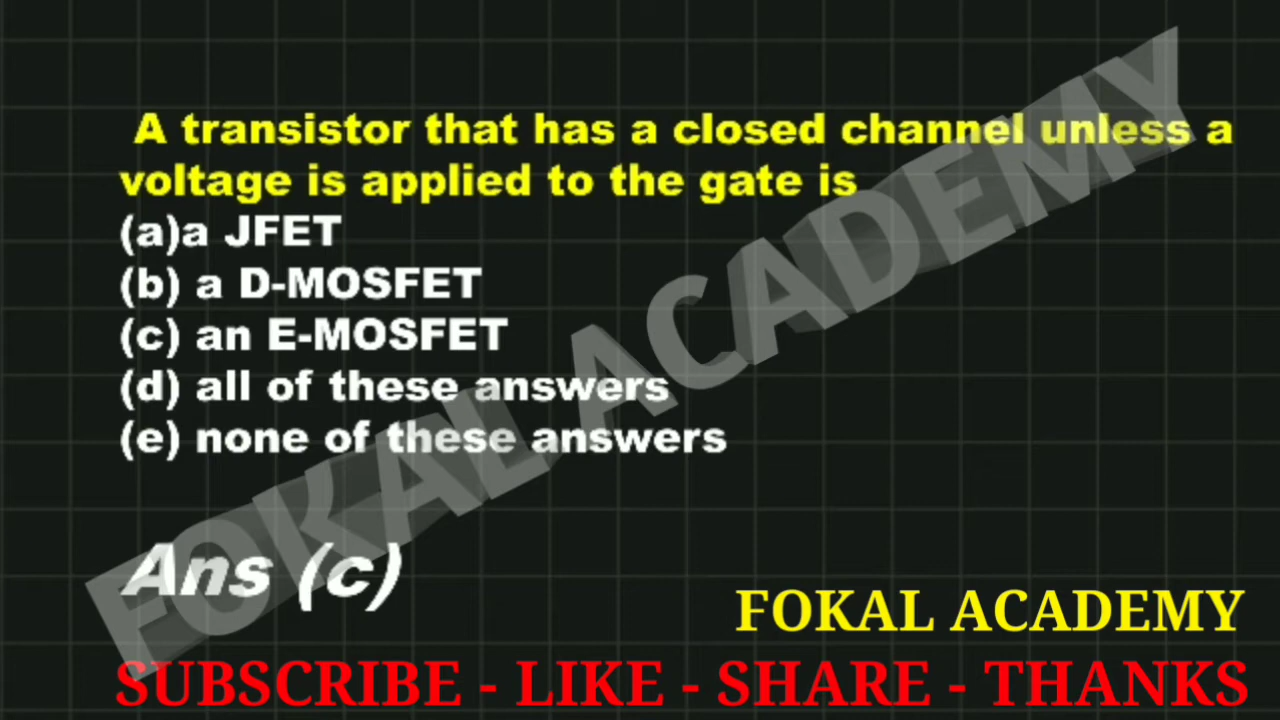 A transistor that has a closed channel unless a
voltage is applied to the gate is
(a)a JFET
(b) a D-MOSFET
(c) an E-MOSFET
(d) all of these answers
(e) none of these answers
Ans (c)
FOKAL ACADEMY
FOKAL ACADEMY
SUBSCRIBE - LIKE - SHARE - THANKS